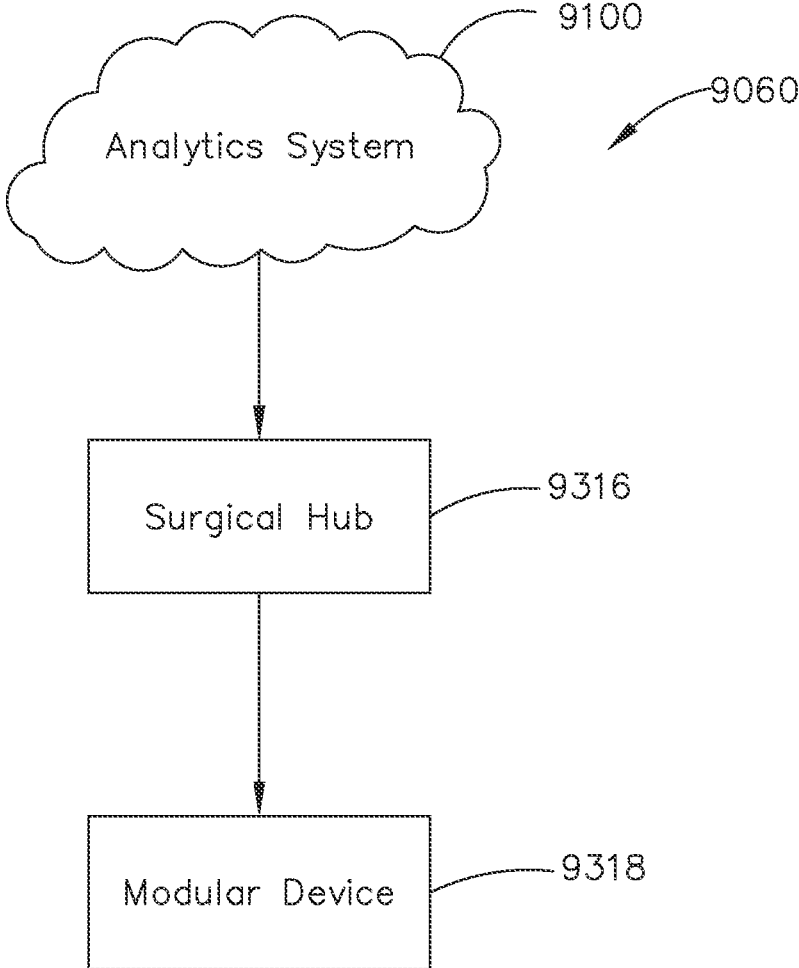 9100
9060
Analytics System
9316
Surgical Hub
9318
Modular Device